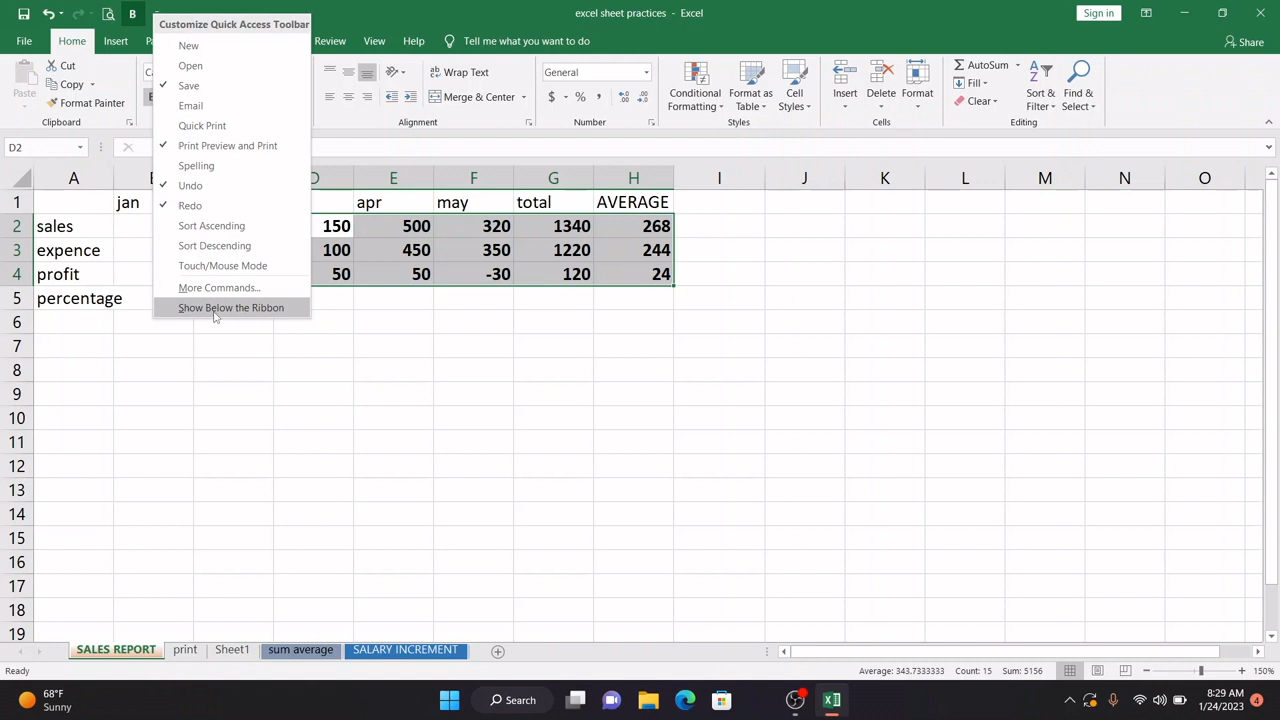 B
excel sheet practices - Excel
Sign in
Customize Quick Access Toolbar
File Home Insert Review View Help Tell me what you want to do Share
New
Open
Save
Email
Quick Print
Print Preview and Print
Spelling
Undo
Redo
Sort Ascending
Sort Descending
Touch/Mouse Mode
More Commands...
Show Below the Ribbon
Paste
Cut
Copy
Format Painter
Clipboard
Wrap Text
Merge & Center
Alignment
General
$ % ,
Number
Conditional Formatting
Format as Table
Cell Styles
Styles
Insert Delete Format
Cells
AutoSum
Fill
Clear
Sort & Filter
Find & Select
Editing
D2
A E F G H I J K L M N O
1 jan apr may total AVERAGE
2 sales 150 500 320 1340 268
3 expence 100 450 350 1220 244
4 profit 50 50 -30 120 24
5 percentage
6
7
8
9
10
11
12
13
14
15
16
17
18
19
SALES REPORT print Sheet1 sum average SALARY INCREMENT
Ready Average: 343.7333333 Count: 15 Sum: 5156 150%
68°F
Sunny
Search
8:29 AM
1/24/2023
4